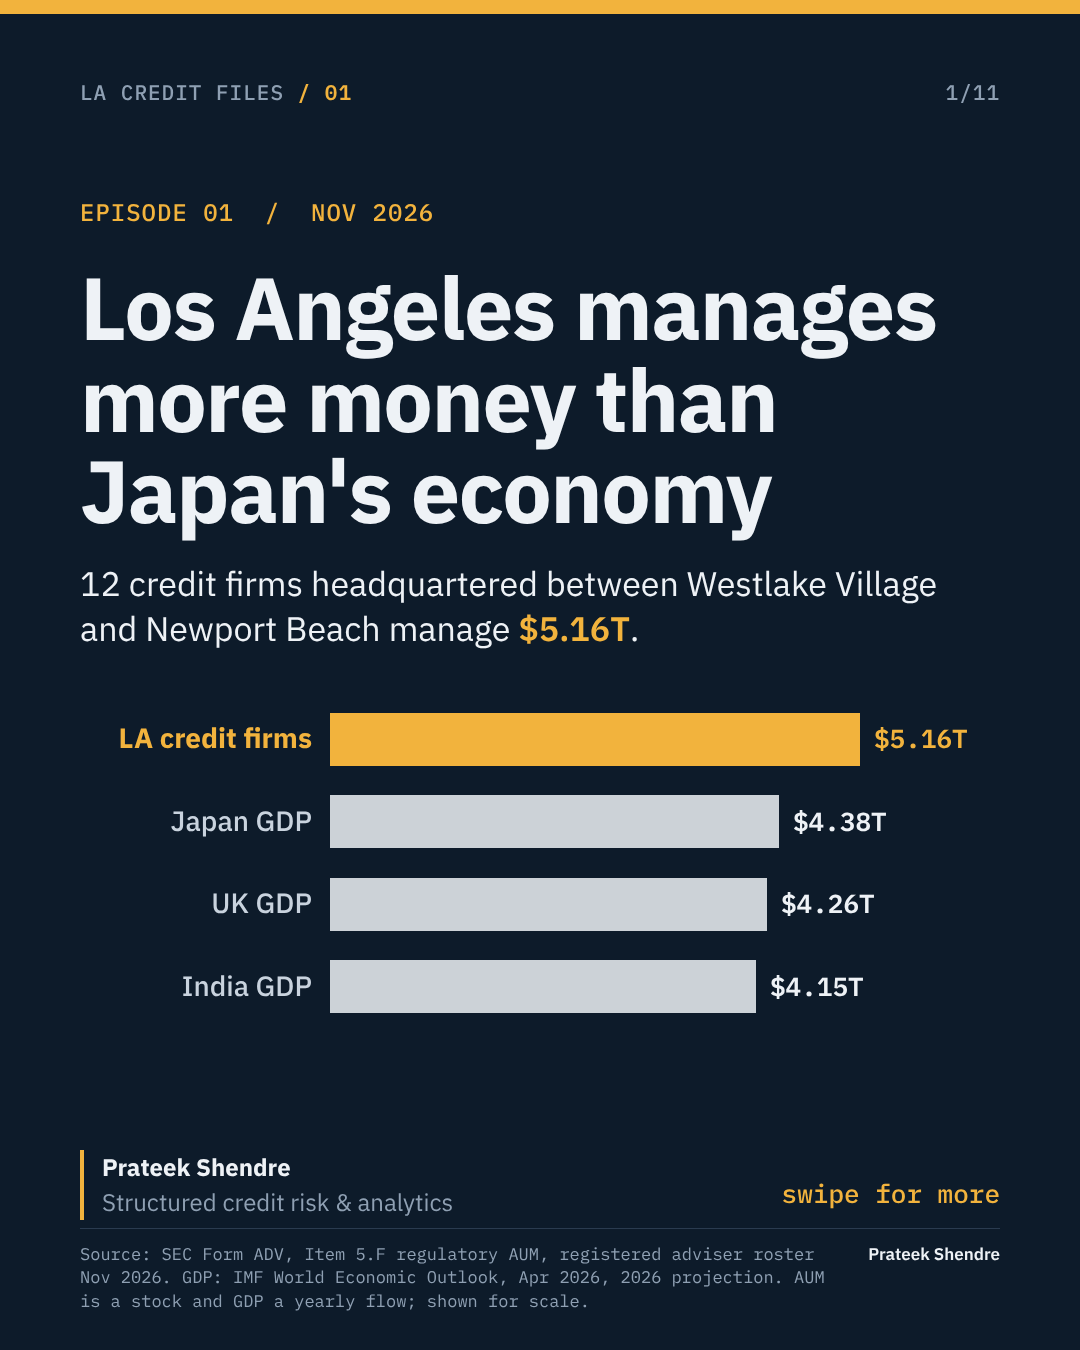 LA CREDIT FILES / 01
1/11
EPISODE 01 / NOV 2026
Los Angeles manages
more money than
Japan's economy
12 credit firms headquartered between Westlake Village
and Newport Beach manage $5.16T.
LA credit firms $5.16T
Japan GDP $4.38T
UK GDP $4.26T
India GDP $4.15T
Prateek Shendre
Structured credit risk & analytics
swipe for more
Source: SEC Form ADV, Item 5.F regulatory AUM, registered adviser roster
Nov 2026. GDP: IMF World Economic Outlook, Apr 2026, 2026 projection. AUM
is a stock and GDP a yearly flow; shown for scale.
Prateek Shendre